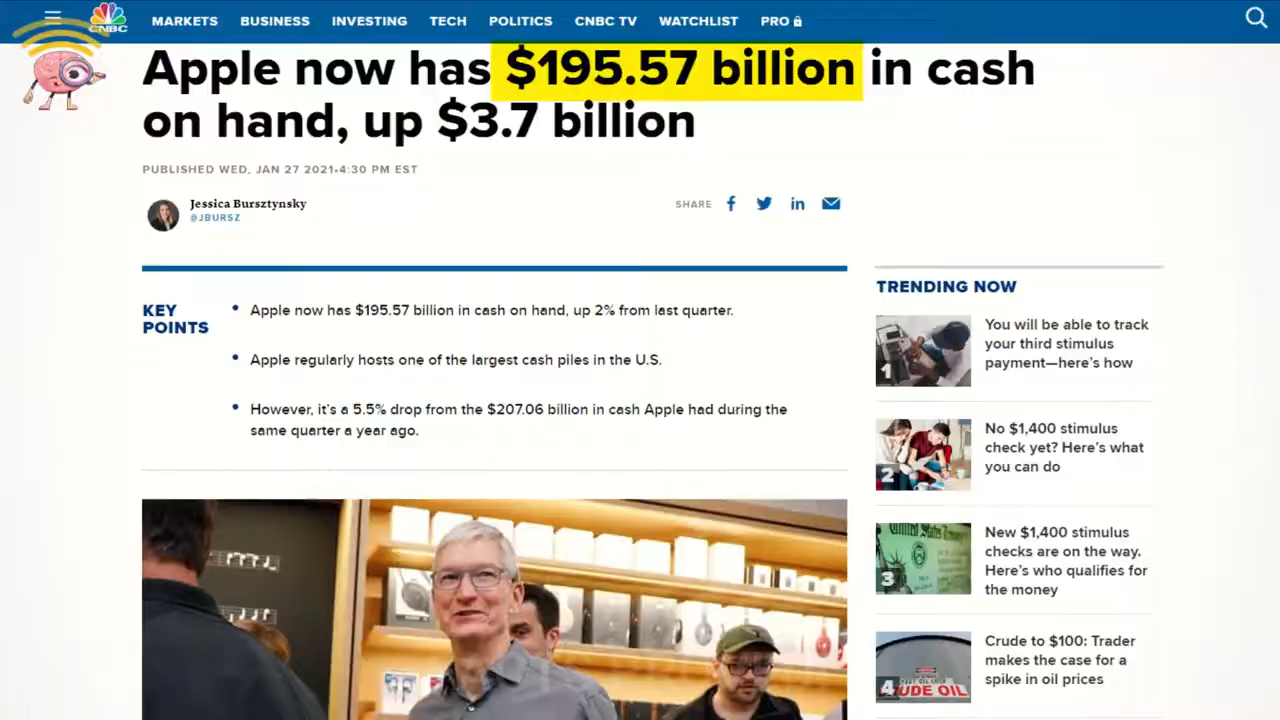 MARKETS BUSINESS INVESTING TECH POLITICS CNBC TV WATCHLIST PRO
CNBC
Apple now has $195.57 billion in cash
on hand, up $3.7 billion
PUBLISHED WED, JAN 27 2021•4:30 PM EST
Jessica Bursztynsky
@JBURSZ
SHARE
KEY
POINTS
• Apple now has $195.57 billion in cash on hand, up 2% from last quarter.
• Apple regularly hosts one of the largest cash piles in the U.S.
• However, it's a 5.5% drop from the $207.06 billion in cash Apple had during the
same quarter a year ago.
TRENDING NOW
1
You will be able to track
your third stimulus
payment—here's how
2
No $1,400 stimulus
check yet? Here's what
you can do
3
New $1,400 stimulus
checks are on the way.
Here's who qualifies for
the money
4
Crude to $100: Trader
makes the case for a
spike in oil prices
UDE OIL